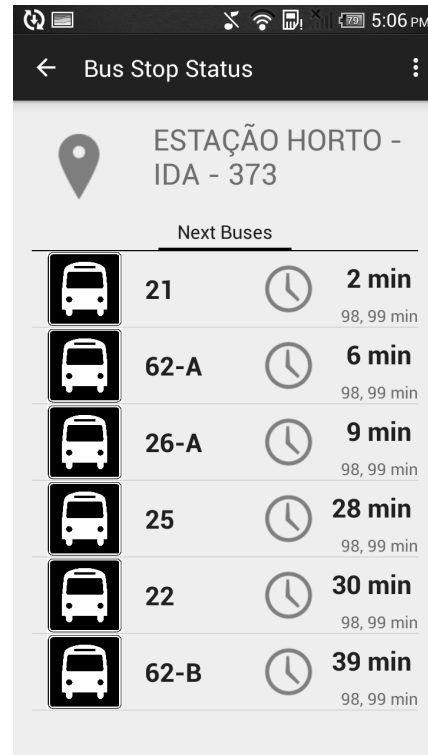 79 5:06 PM
Bus Stop Status
ESTAÇÃO HORTO -
IDA - 373
Next Buses
21 2 min
98, 99 min
62-A 6 min
98, 99 min
26-A 9 min
98, 99 min
25 28 min
98, 99 min
22 30 min
98, 99 min
62-B 39 min
98, 99 min